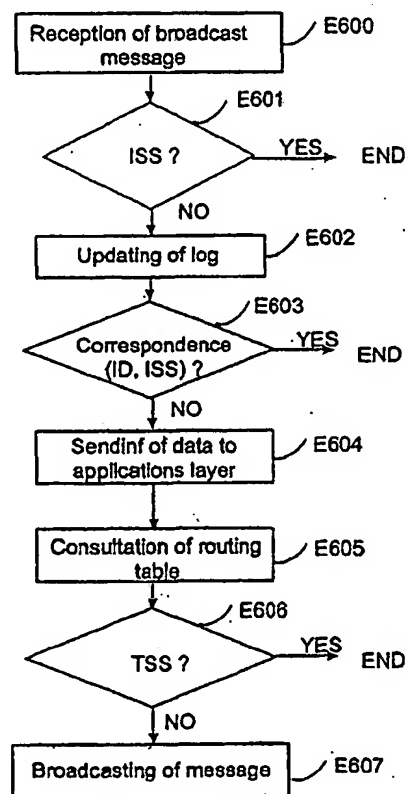 Reception of broadcast
message
E600
E601
ISS ?
YES
END
NO
Updating of log
E602
E603
Correspondence
(ID, ISS) ?
YES
END
NO
Sendinf of data to
applications layer
E604
Consultation of routing
table
E605
E606
TSS ?
YES
END
NO
Broadcasting of message
E607